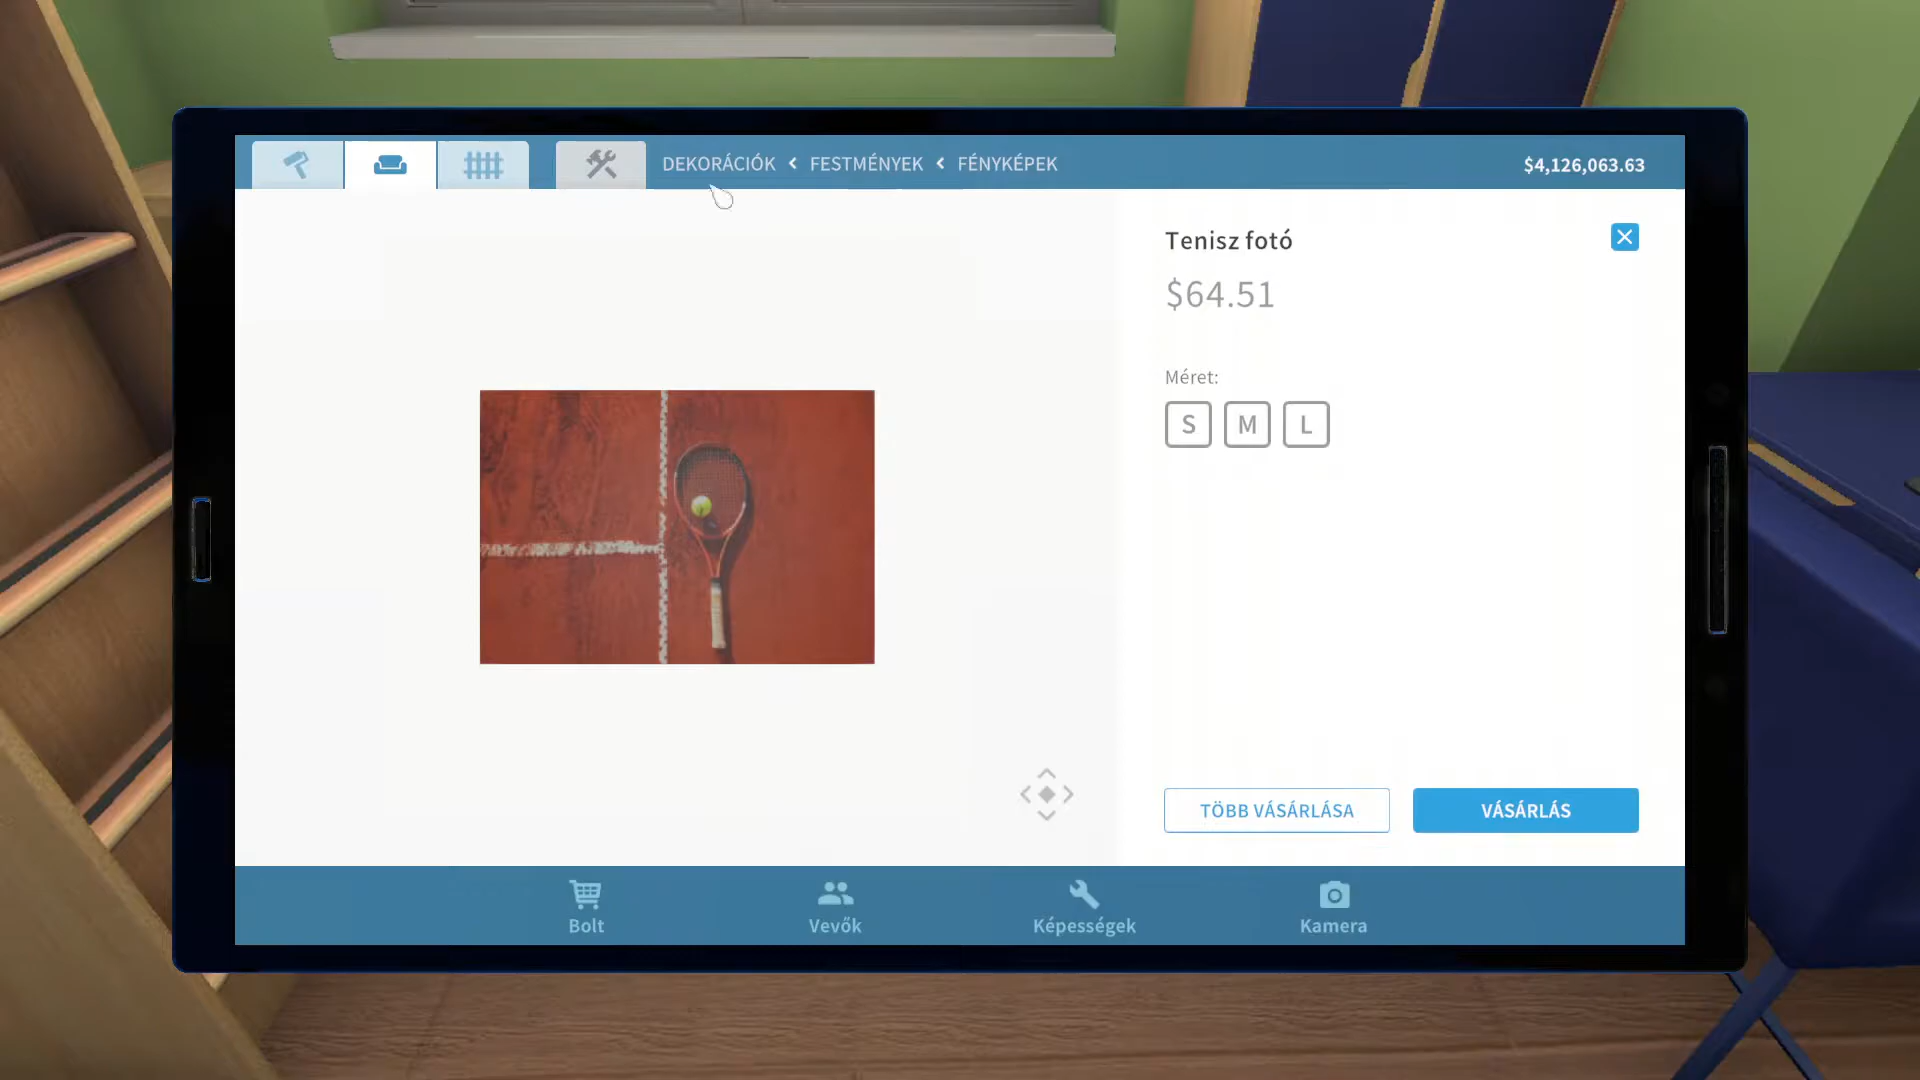 DEKORÁCIÓK < FESTMÉNYEK < FÉNYKÉPEK
$4,126,063.63
Tenisz fotó
$64.51
Méret:
S M L
TÖBB VÁSÁRLÁSA
VÁSÁRLÁS
Bolt
Vevők
Képességek
Kamera